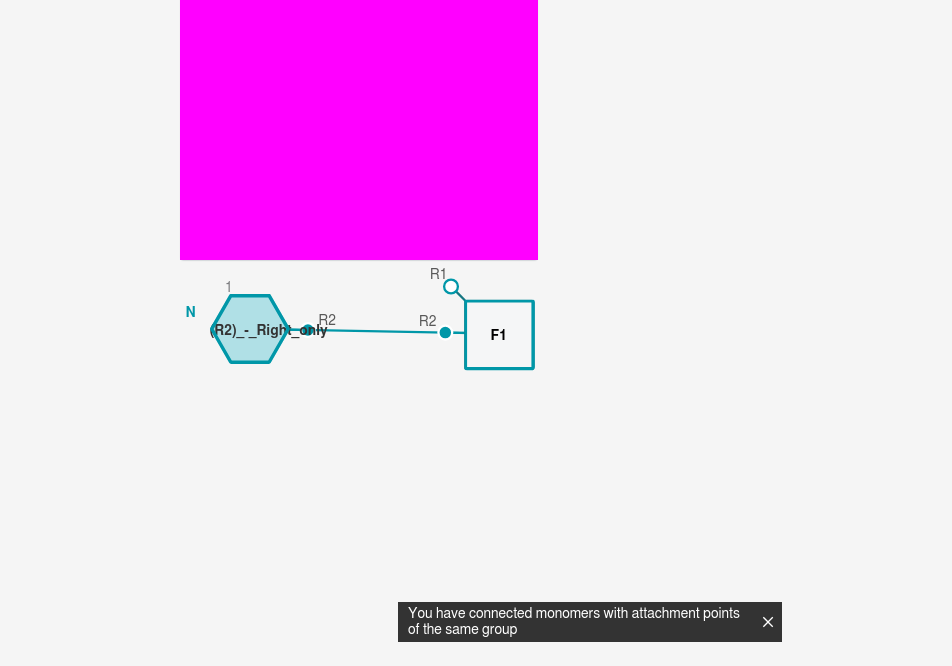 R1
1
N
(R2)_-_Right_only
R2
R2
F1
You have connected monomers with attachment points
of the same group